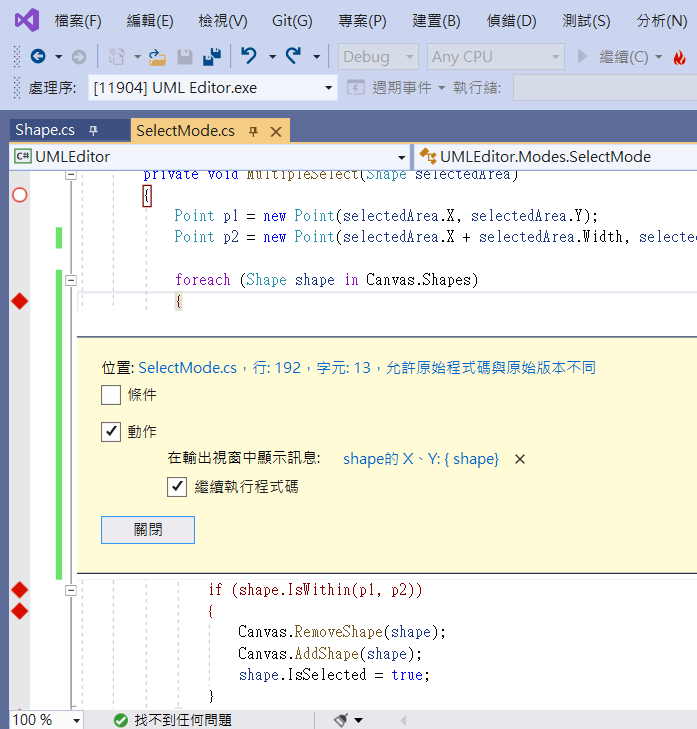 檔案(F) 編輯(E) 檢視(V) Git(G) 專案(P) 建置(B) 偵錯(D) 測試(S) 分析(N)
Debug Any CPU 繼續(C)
處理序: [11904] UML Editor.exe 週期事件 執行緒:
Shape.cs SelectMode.cs
C# UMLEditor UMLEditor.Modes.SelectMode
private void MultipleSelect(Shape selectedArea)
{
Point p1 = new Point(selectedArea.X, selectedArea.Y);
Point p2 = new Point(selectedArea.X + selectedArea.Width, selecte
foreach (Shape shape in Canvas.Shapes)
{
位置: SelectMode.cs，行: 192，字元: 13，允許原始程式碼與原始版本不同
條件
動作
在輸出視窗中顯示訊息: shape的 X、Y: { shape}
繼續執行程式碼
關閉
if (shape.IsWithin(p1, p2))
{
Canvas.RemoveShape(shape);
Canvas.AddShape(shape);
shape.IsSelected = true;
}
100 % 找不到任何問題